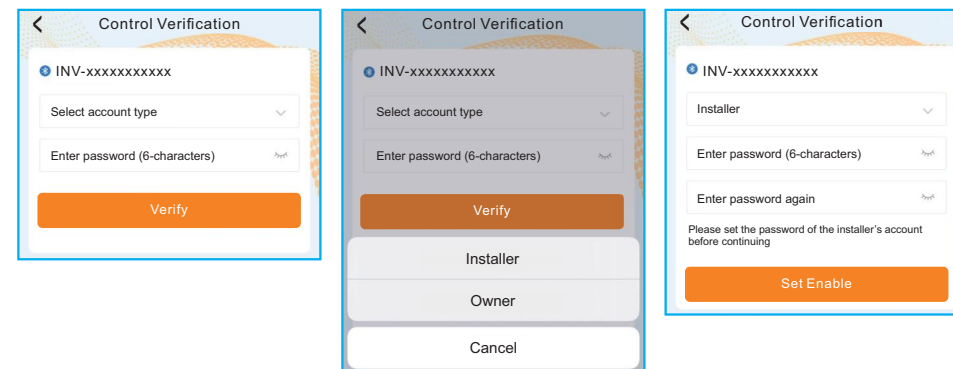 Control Verification
INV-xxxxxxxxxxx
Select account type
Enter password (6-characters)
Verify
Control Verification
INV-xxxxxxxxxxx
Select account type
Enter password (6-characters)
Verify
Installer
Owner
Cancel
Control Verification
INV-xxxxxxxxxxx
Installer
Enter password (6-characters)
Enter password again
Please set the password of the installer's account
before continuing
Set Enable